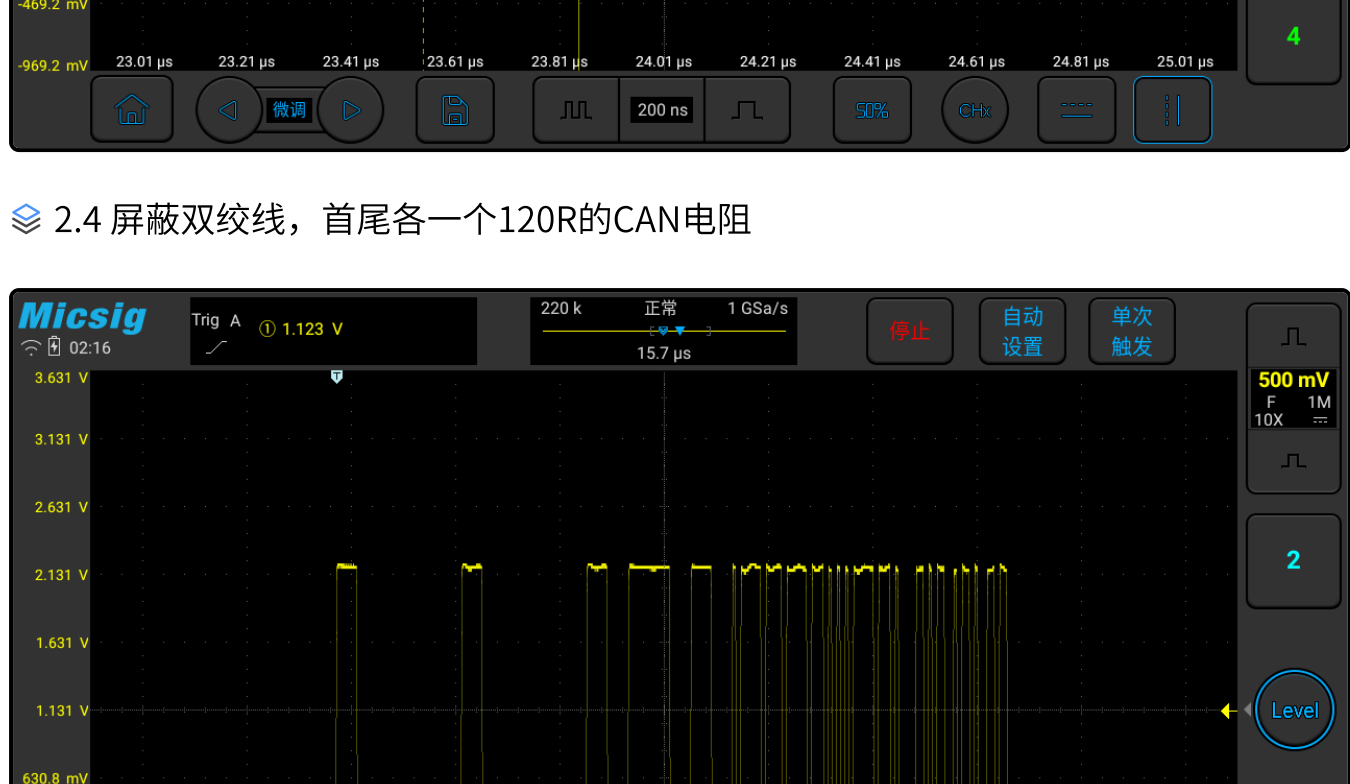 -469.2 mV
4
-969.2 mV
23.01 µs 23.21 µs 23.41 µs 23.61 µs 23.81 µs 24.01 µs 24.21 µs 24.41 µs 24.61 µs 24.81 µs 25.01 µs
微调 200 ns 50% CHx
2.4 屏蔽双绞线，首尾各一个120R的CAN电阻
Micsig
02:16
Trig A ① 1.123 V
220 k 正常 1 GSa/s
15.7 µs
停止
自动
设置
单次
触发
T
3.631 V
500 mV
F 1M
10X
3.131 V
2.631 V
2.131 V
2
1.631 V
1.131 V
Level
630.8 mV